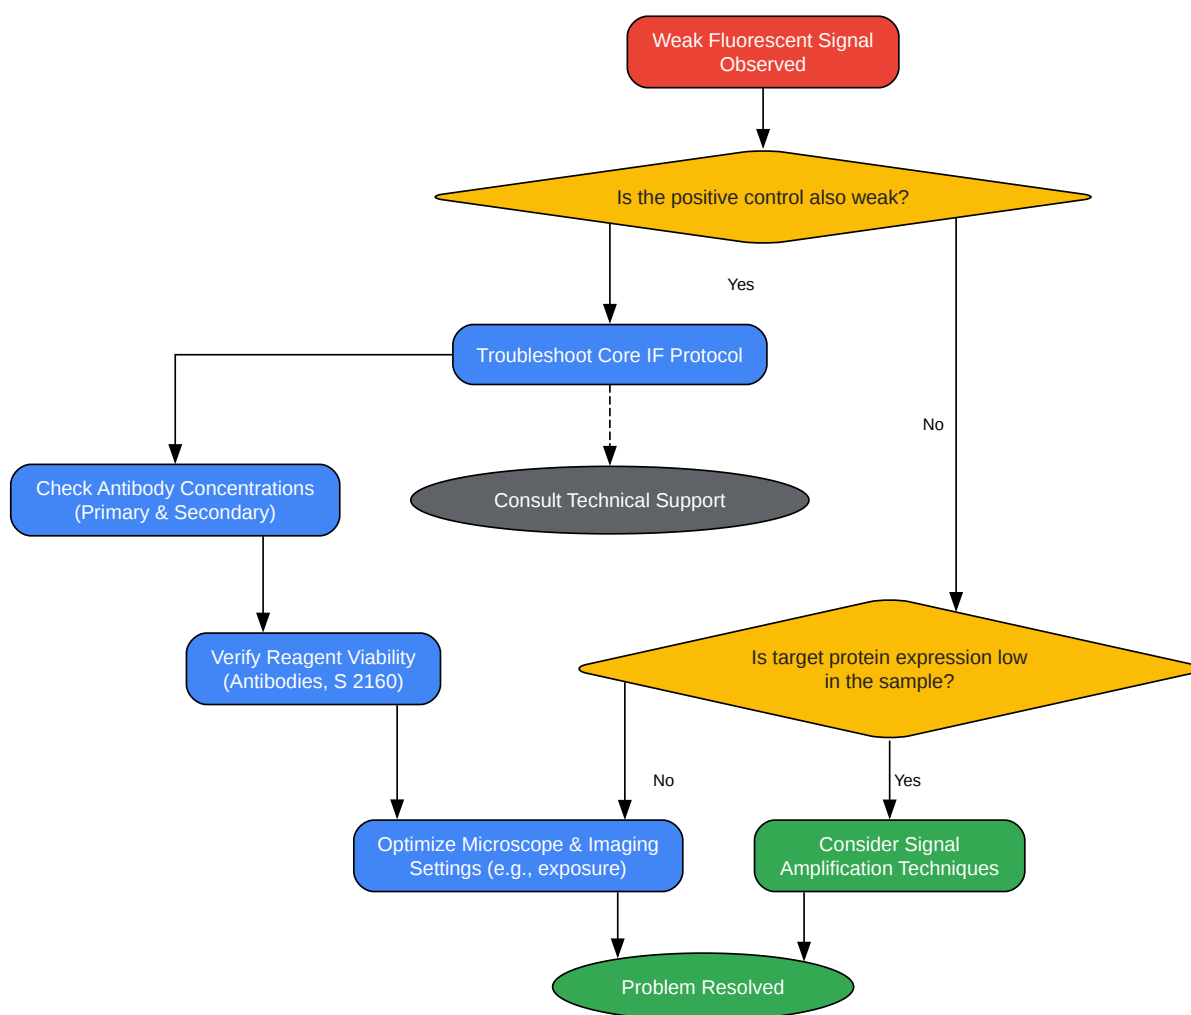 Weak Fluorescent Signal
Observed
Is the positive control also weak?
Yes
Troubleshoot Core IF Protocol
No
Check Antibody Concentrations
(Primary & Secondary)
Consult Technical Support
Verify Reagent Viability
(Antibodies, S 2160)
Is target protein expression low
in the sample?
No
Yes
Optimize Microscope & Imaging
Settings (e.g., exposure)
Consider Signal
Amplification Techniques
Problem Resolved